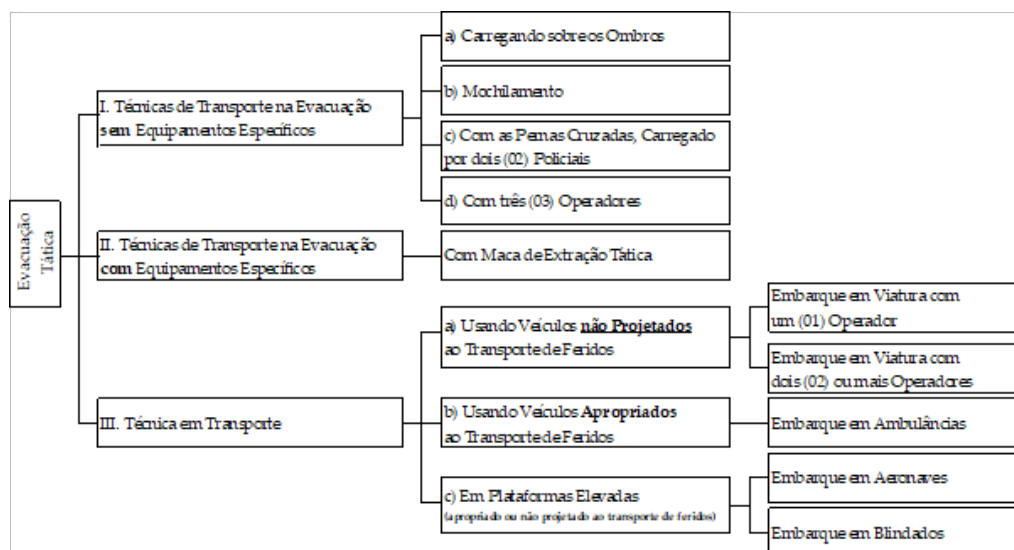 Evacuação
Tática
I. Técnicas de Transporte na Evacuação
sem Equipamentos Específicos
a) Carregando sobre os Ombros
b) Mochilamento
c) Com as Pernas Cruzadas, Carregado
por dois (02) Policiais
d) Com três (03) Operadores
II. Técnicas de Transporte na Evacuação
com Equipamentos Específicos
Com Maca de Extração Tática
III. Técnica em Transporte
a) Usando Veículos não Projetados
ao Transporte de Feridos
Embarque em Viatura com
um (01) Operador
Embarque em Viatura com
dois (02) ou mais Operadores
b) Usando Veículos Apropriados
ao Transporte de Feridos
Embarque em Ambulâncias
c) Em Plataformas Elevadas
(apropriado ou não projetado ao transporte de feridos)
Embarque em Aeronaves
Embarque em Blindados